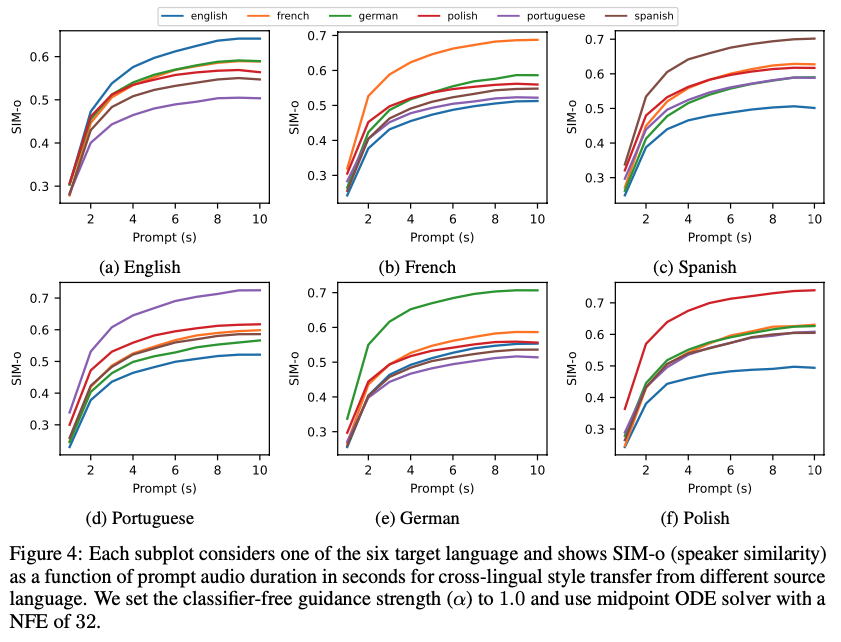 english french german polish portuguese spanish
0.6
0.5
0.4
0.3
SIM-o
2 4 6 8 10
Prompt (s)
(a) English
0.7
0.6
0.5
0.4
0.3
SIM-o
2 4 6 8 10
Prompt (s)
(b) French
0.7
0.6
0.5
0.4
0.3
SIM-o
2 4 6 8 10
Prompt (s)
(c) Spanish
0.7
0.6
0.5
0.4
0.3
SIM-o
2 4 6 8 10
Prompt (s)
(d) Portuguese
0.7
0.6
0.5
0.4
0.3
SIM-o
2 4 6 8 10
Prompt (s)
(e) German
0.7
0.6
0.5
0.4
0.3
SIM-o
2 4 6 8 10
Prompt (s)
(f) Polish
Figure 4: Each subplot considers one of the six target language and shows SIM-o (speaker similarity)
as a function of prompt audio duration in seconds for cross-lingual style transfer from different source
language. We set the classifier-free guidance strength (α) to 1.0 and use midpoint ODE solver with a
NFE of 32.